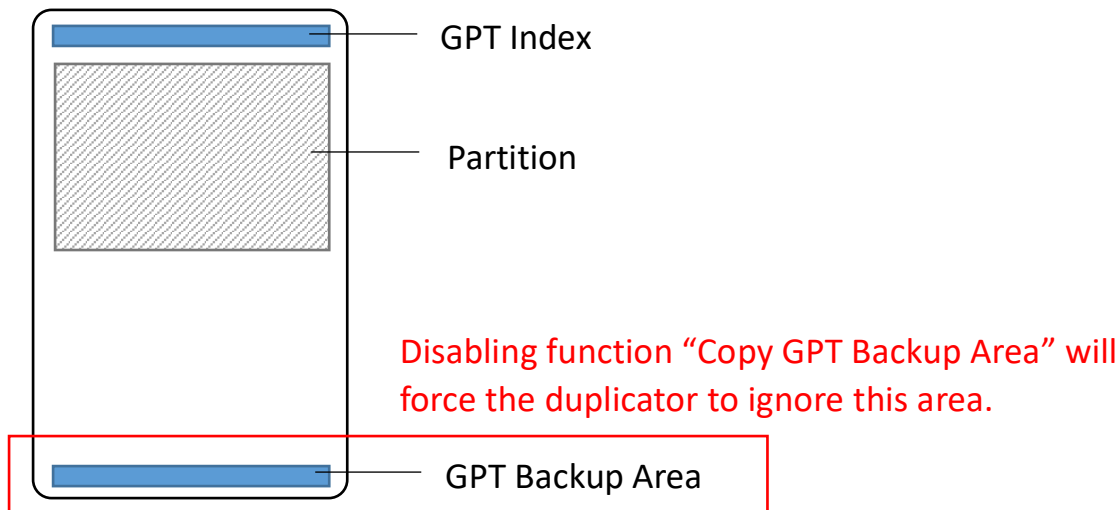 GPT Index
Partition
Disabling function “Copy GPT Backup Area” will
force the duplicator to ignore this area.
GPT Backup Area